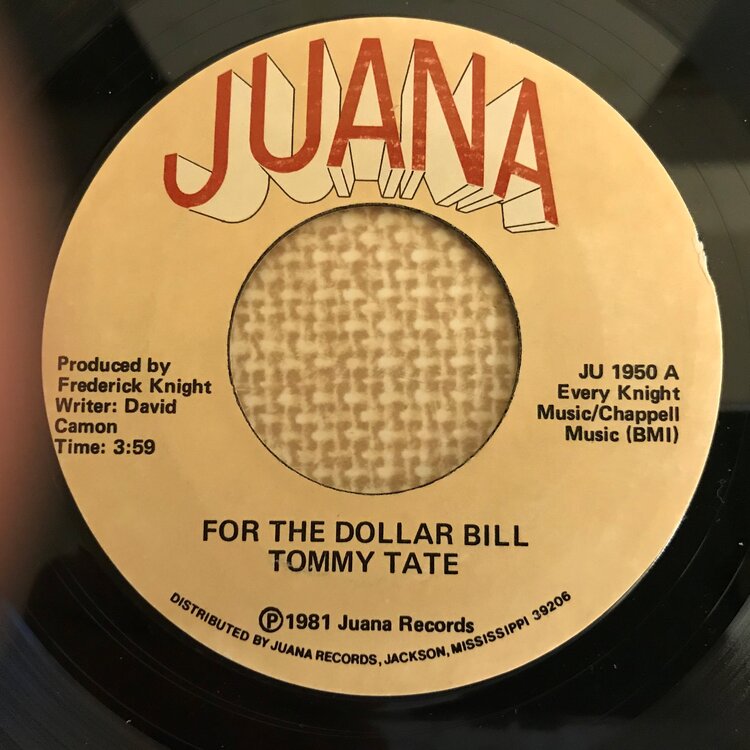 JUANA
Produced by
Frederick Knight
Writer: David
Camon
Time: 3:59
JU 1950 A
Every Knight
Music/Chappell
Music (BMI)
FOR THE DOLLAR BILL
TOMMY TATE
Ⓟ1981 Juana Records
DISTRIBUTED BY JUANA RECORDS, JACKSON, MISSISSIPPI 39206